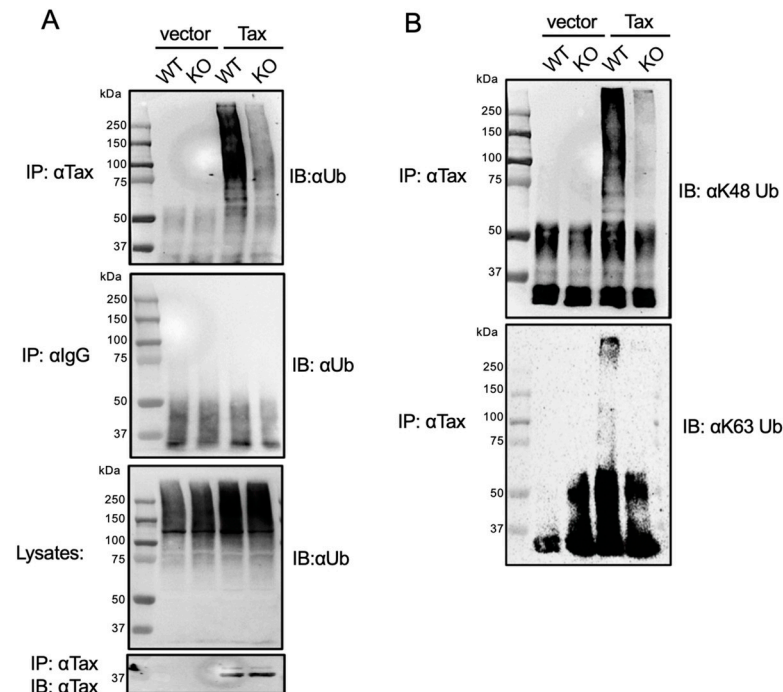 A
vector Tax
WT KO WT KO
kDa
250
150
100
75
50
37
IP: αTax
IB:αUb
kDa
250
150
100
75
50
37
IP: αIgG
IB: αUb
kDa
250
150
100
75
50
37
Lysates:
IB:αUb
IP: αTax
IB: αTax
37
B
vector Tax
WT KO WT KO
kDa
250
150
100
75
50
37
IP: αTax
IB: αK48 Ub
kDa
250
150
100
75
50
37
IP: αTax
IB: αK63 Ub